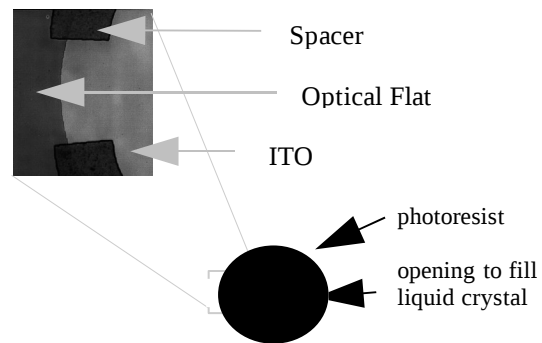 Spacer
Optical Flat
ITO
photoresist
opening to fill
liquid crystal